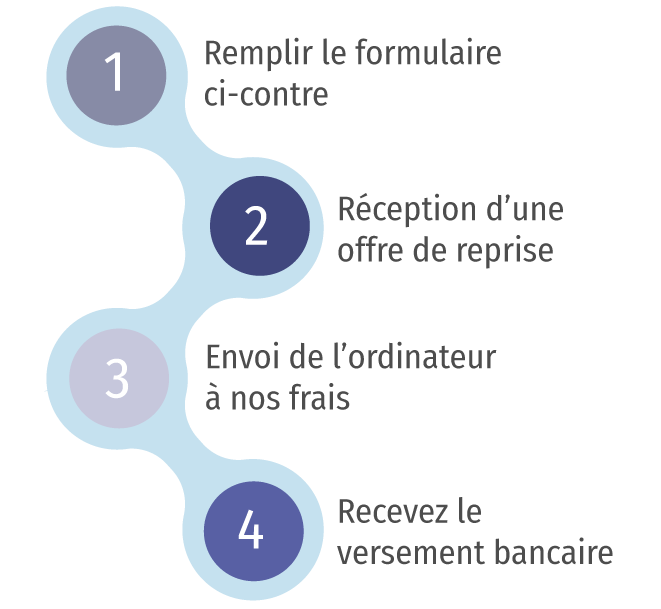 1
Remplir le formulaire
ci-contre
2
Réception d’une
offre de reprise
3
Envoi de l’ordinateur
à nos frais
4
Recevez le
versement bancaire